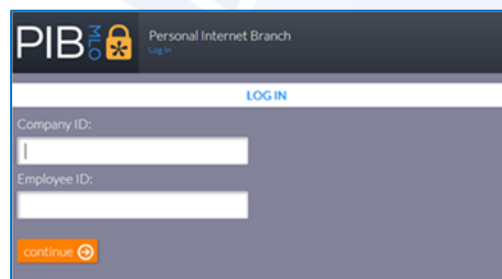 PIB MLO
Personal Internet Branch
Log In
LOG IN
Company ID:
Employee ID:
continue